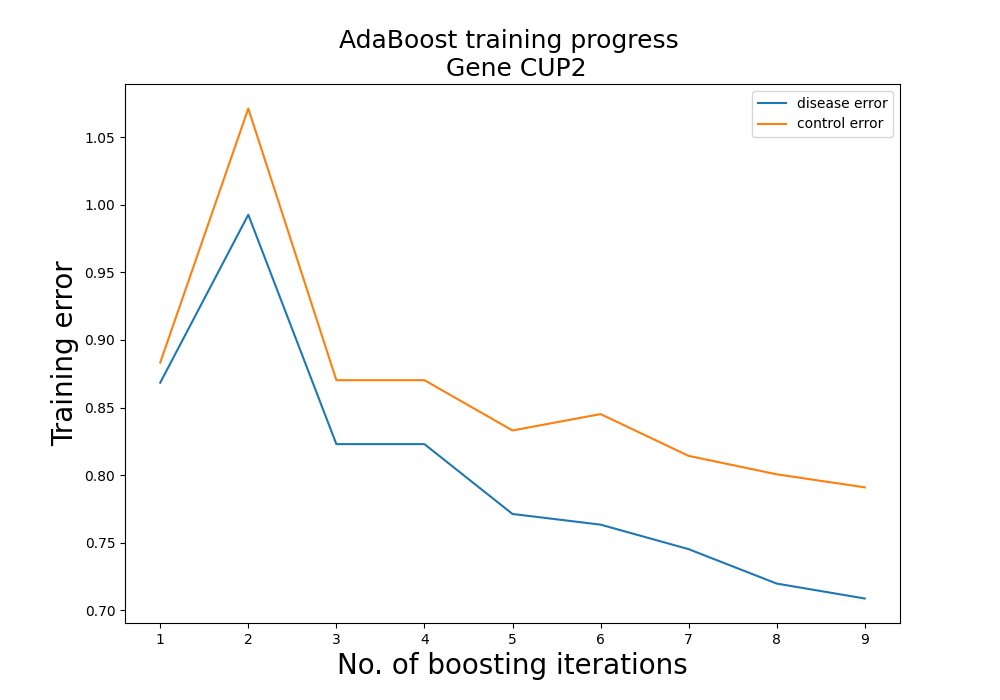 AdaBoost training progress
Gene CUP2
disease error
control error
Training error
1.05
1.00
0.95
0.90
0.85
0.80
0.75
0.70
1 2 3 4 5 6 7 8 9
No. of boosting iterations